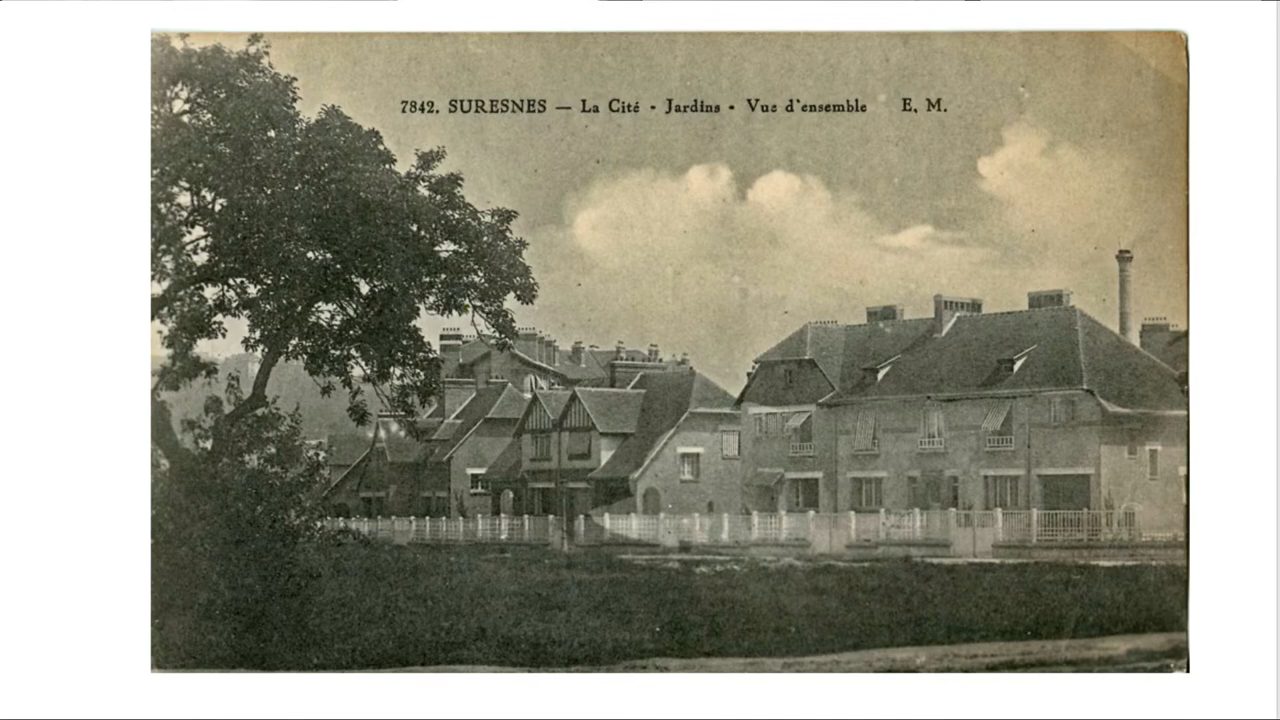 7842. SURESNES — La Cité - Jardins - Vue d'ensemble E. M.